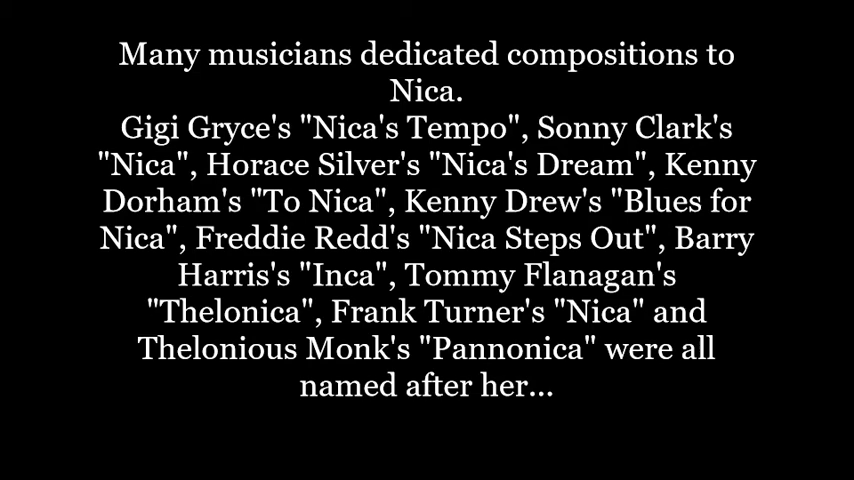 Many musicians dedicated compositions to
Nica.
Gigi Gryce's "Nica's Tempo", Sonny Clark's
"Nica", Horace Silver's "Nica's Dream", Kenny
Dorham's "To Nica", Kenny Drew's "Blues for
Nica", Freddie Redd's "Nica Steps Out", Barry
Harris's "Inca", Tommy Flanagan's
"Thelonica", Frank Turner's "Nica" and
Thelonious Monk's "Pannonica" were all
named after her...